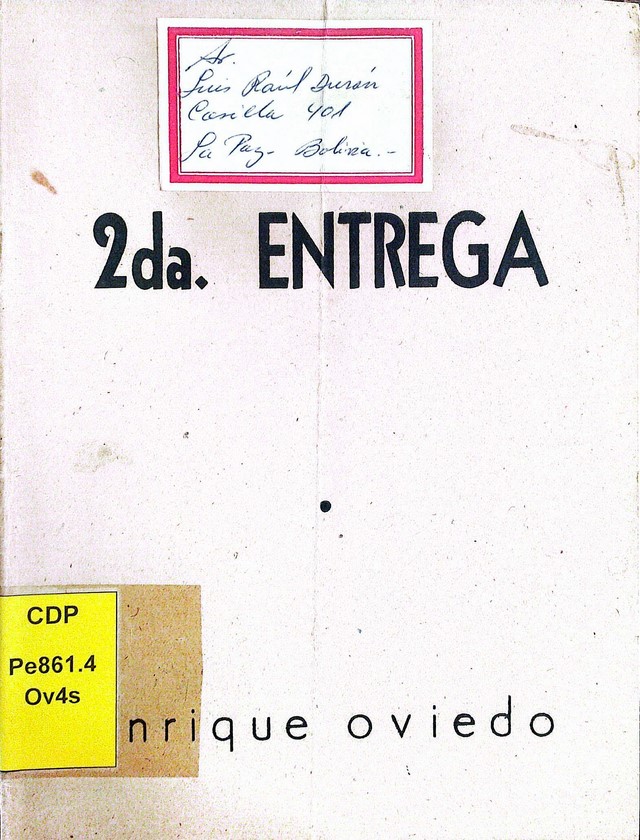 Sr.
Luis Raúl Durán
Casilla 401
La Paz - Bolivia.-
2da. ENTREGA
CDP
Pe861.4
Ov4s
nrique oviedo